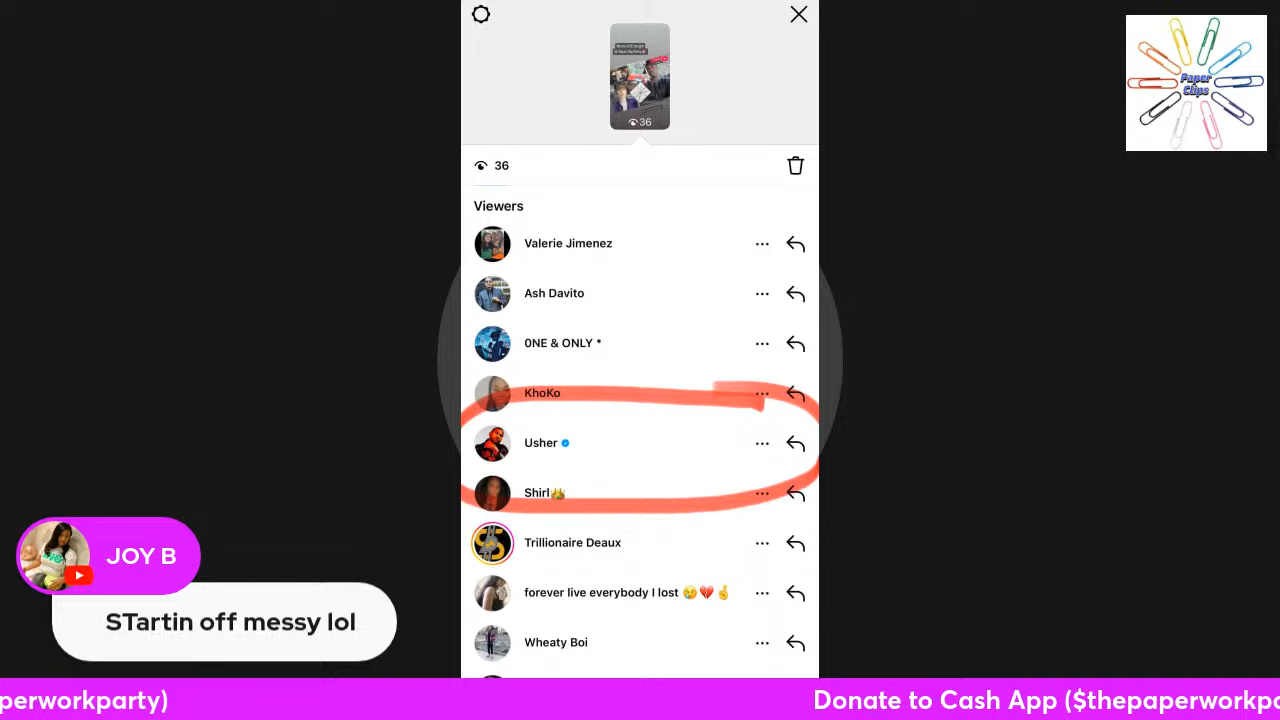 36
36
Viewers
Valerie Jimenez
Ash Davito
0NE & ONLY *
KhoKo
Usher
Shirl👑
Trillionaire Deaux
forever live everybody I lost 😢💔🤞
Wheaty Boi
Paper
Clips
JOY B
STartin off messy lol
perworkparty)
Donate to Cash App ($thepaperworkpa